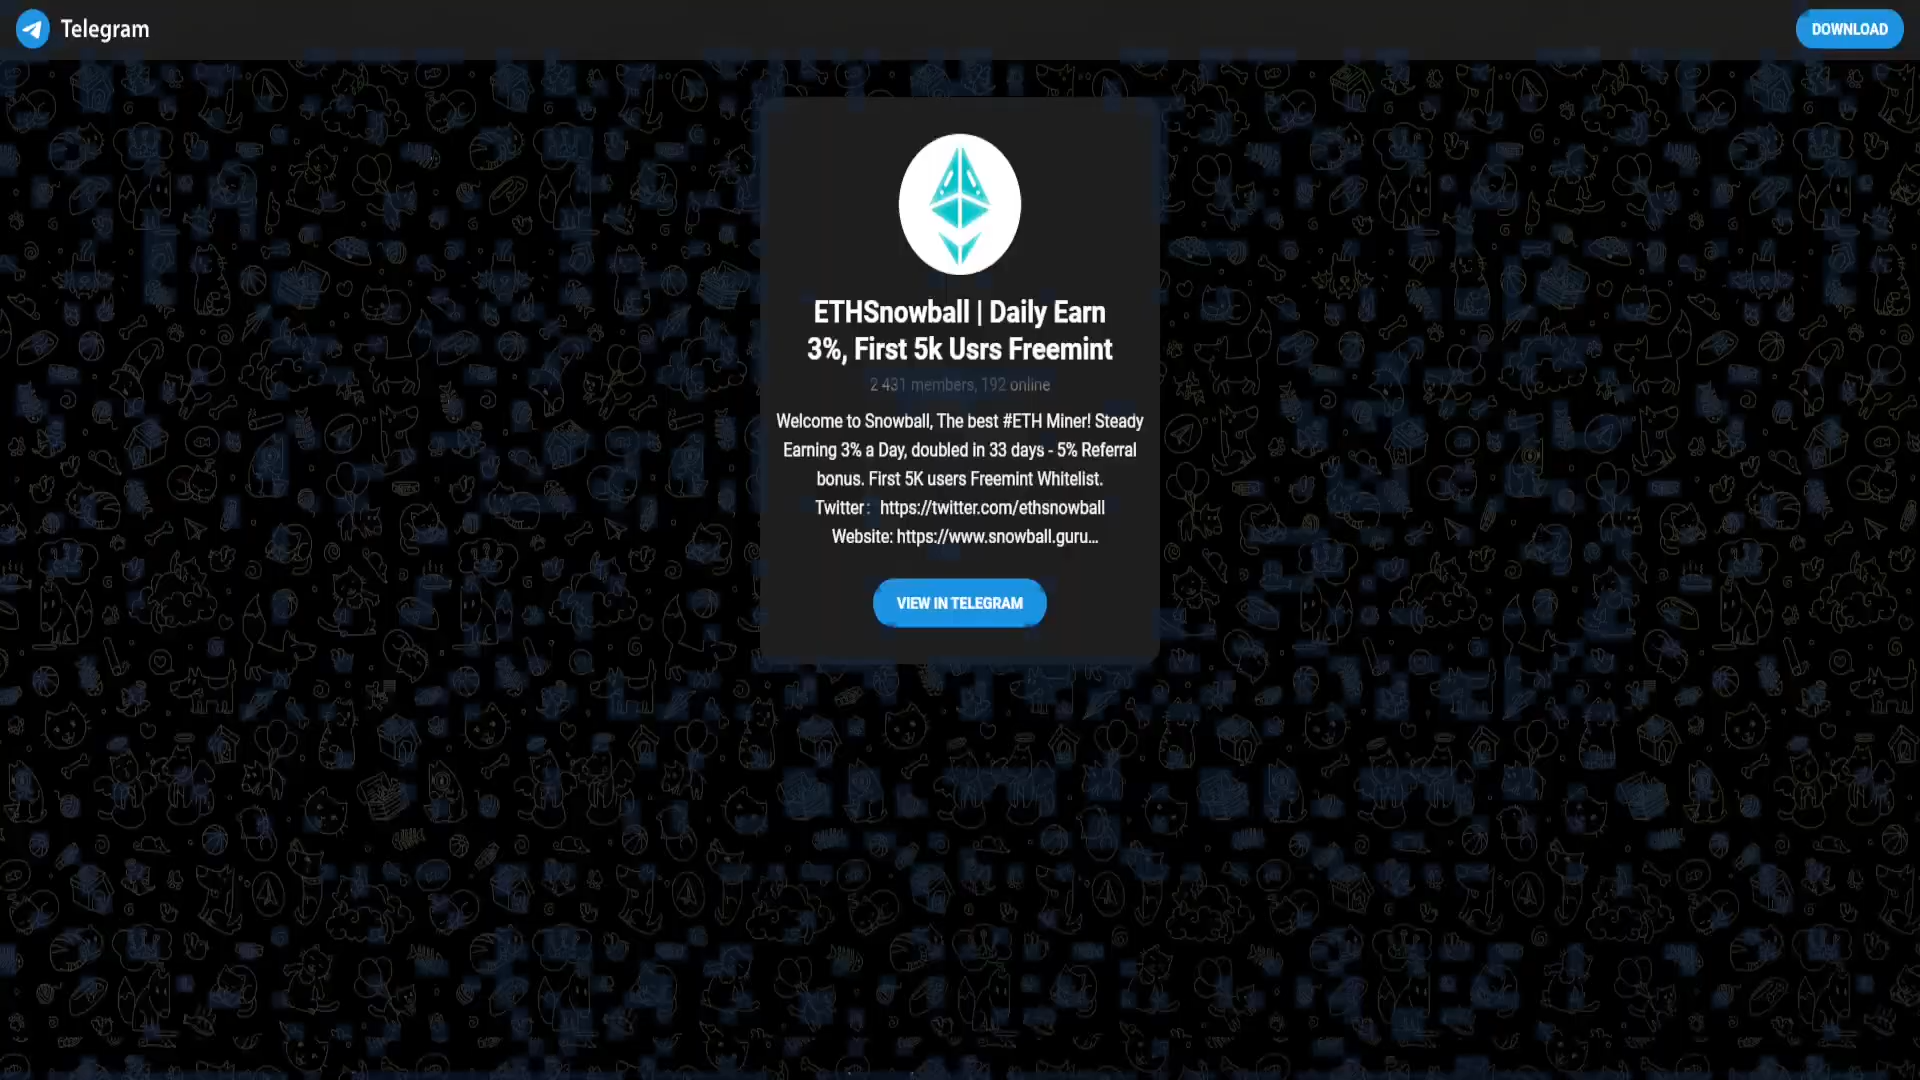 Telegram
DOWNLOAD
ETHSnowball | Daily Earn
3%, First 5k Usrs Freemint
2 431 members, 192 online
Welcome to Snowball, The best #ETH Miner! Steady
Earning 3% a Day, doubled in 33 days - 5% Referral
bonus. First 5K users Freemint Whitelist.
Twitter：https://twitter.com/ethsnowball
Website: https://www.snowball.guru...
VIEW IN TELEGRAM